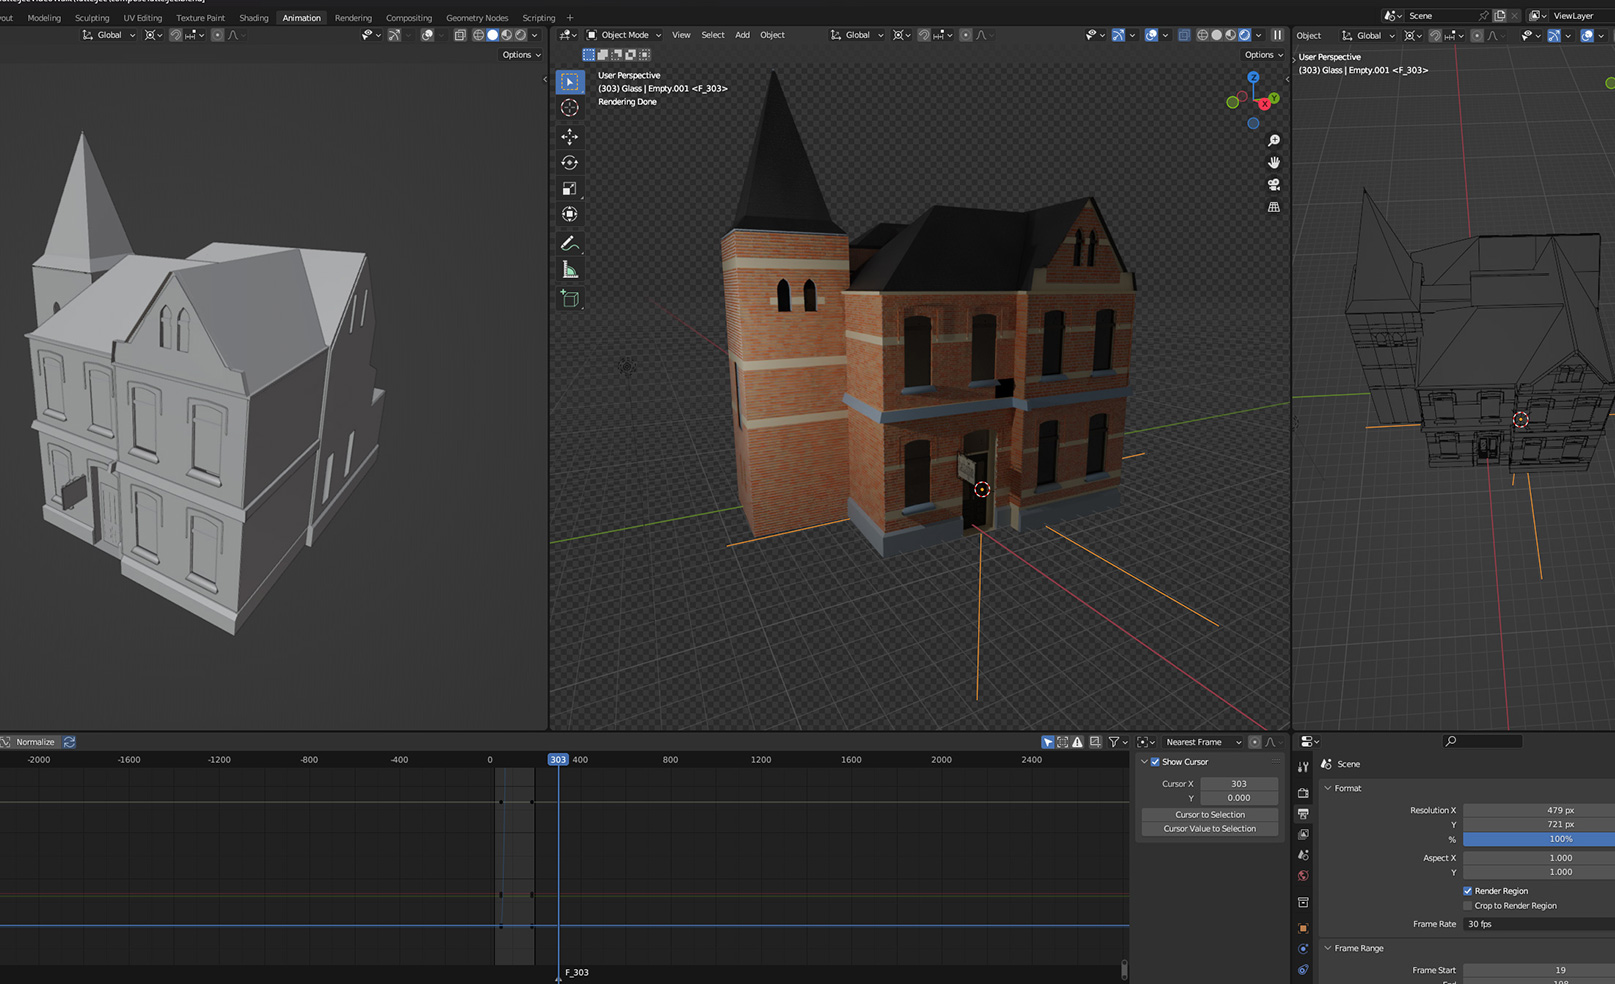 Modeling Sculpting UV Editing Texture Paint Shading Animation Rendering Compositing Geometry Nodes Scripting +
Scene
ViewLayer
Global
Options
Object Mode View Select Add Object
Global
Options
User Perspective
(303) Glass | Empty.001 <F_303>
Rendering Done
Z
Y
X
Object Global
User Perspective
(303) Glass | Empty.001 <F_303>
Normalize
Nearest Frame
-2000 -1600 -1200 -800 -400 0 303 400 800 1200 1600 2000 2400
F_303
Show Cursor
Cursor X 303
Y 0.000
Cursor to Selection
Cursor Value to Selection
Scene
Format
Resolution X 479 px
Y 721 px
% 100%
Aspect X 1.000
Y 1.000
Render Region
Crop to Render Region
Frame Rate 30 fps
Frame Range
Frame Start 19